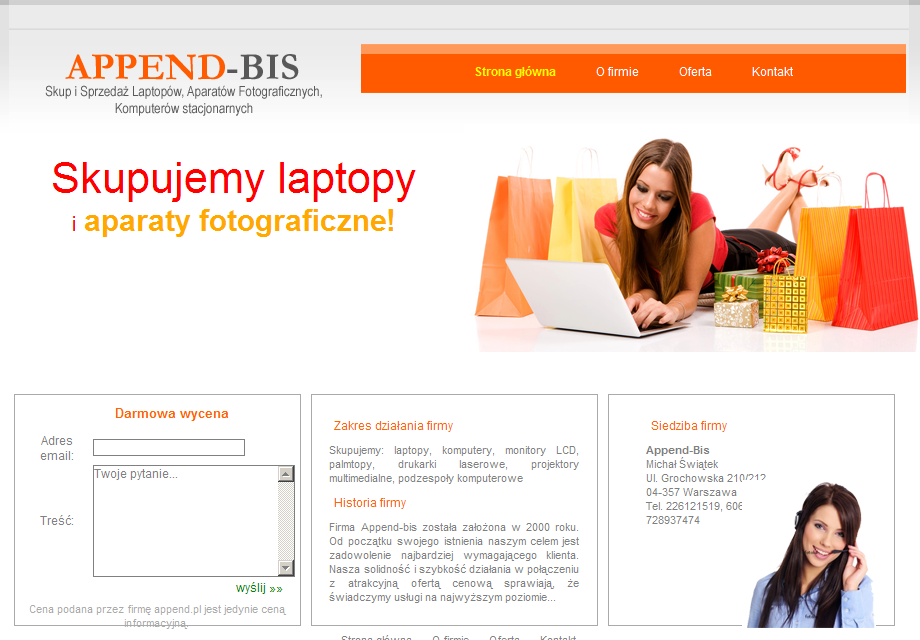 APPEND-BIS
Skup i Sprzedaż Laptopów, Aparatów Fotograficznych,
Komputerów stacjonarnych
Strona główna O firmie Oferta Kontakt
Skupujemy laptopy
i aparaty fotograficzne!
Darmowa wycena
Adres
email:
Twoje pytanie...
Treść:
wyślij »»
Cena podana przez firmę append.pl jest jedynie ceną
informacyjną.
Zakres działania firmy
Skupujemy: laptopy, komputery, monitory LCD,
palmtopy, drukarki laserowe, projektory
multimedialne, podzespoły komputerowe
Historia firmy
Firma Append-bis została założona w 2000 roku.
Od początku swojego istnienia naszym celem jest
zadowolenie najbardziej wymagającego klienta.
Nasza solidność i szybkość działania w połączeniu
z atrakcyjną ofertą cenową sprawiają, że
świadczymy usługi na najwyższym poziomie...
Siedziba firmy
Append-Bis
Michał Świątek
Ul. Grochowska 210/212
04-357 Warszawa
Tel. 226121519, 606
728937474
Strona główna O firmie Oferta Kontakt